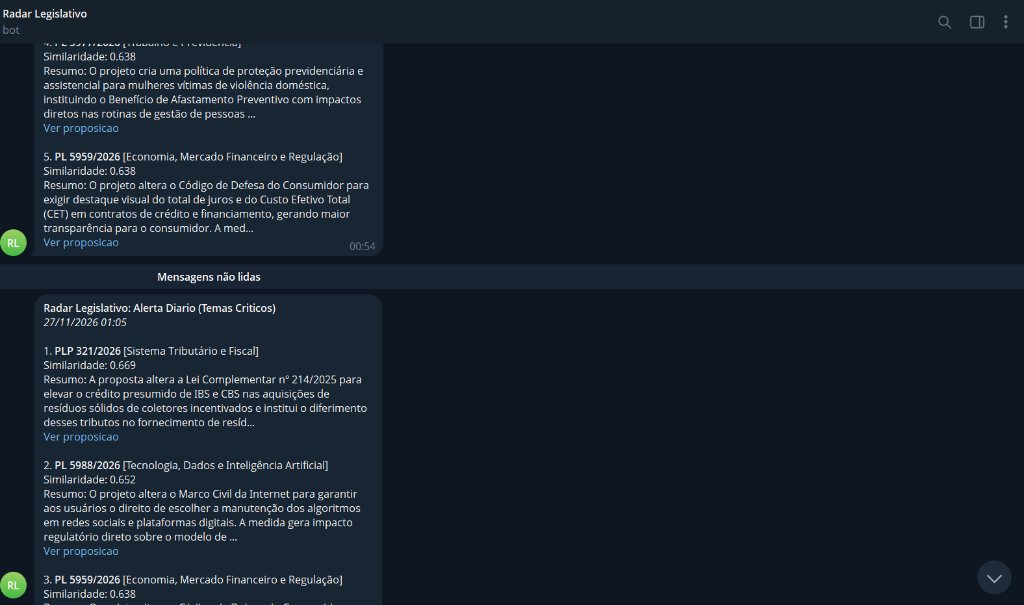 Radar Legislativo
bot
4. PL 5977/2026 [Trabalho e Previdência]
Similaridade: 0.638
Resumo: O projeto cria uma política de proteção previdenciária e
assistencial para mulheres vítimas de violência doméstica,
instituindo o Benefício de Afastamento Preventivo com impactos
diretos nas rotinas de gestão de pessoas ...
Ver proposicao
5. PL 5959/2026 [Economia, Mercado Financeiro e Regulação]
Similaridade: 0.638
Resumo: O projeto altera o Código de Defesa do Consumidor para
exigir destaque visual do total de juros e do Custo Efetivo Total
(CET) em contratos de crédito e financiamento, gerando maior
transparência para o consumidor. A med...
Ver proposicao
00:54
RL
Mensagens não lidas
Radar Legislativo: Alerta Diario (Temas Criticos)
27/11/2026 01:05
1. PLP 321/2026 [Sistema Tributário e Fiscal]
Similaridade: 0.669
Resumo: A proposta altera a Lei Complementar nº 214/2025 para
elevar o crédito presumido de IBS e CBS nas aquisições de
resíduos sólidos de coletores incentivados e institui o diferimento
desses tributos no fornecimento de resíd...
Ver proposicao
2. PL 5988/2026 [Tecnologia, Dados e Inteligência Artificial]
Similaridade: 0.652
Resumo: O projeto altera o Marco Civil da Internet para garantir
aos usuários o direito de escolher a manutenção dos algoritmos
em redes sociais e plataformas digitais. A medida gera impacto
regulatório direto sobre o modelo de ...
Ver proposicao
3. PL 5959/2026 [Economia, Mercado Financeiro e Regulação]
Similaridade: 0.638
RL